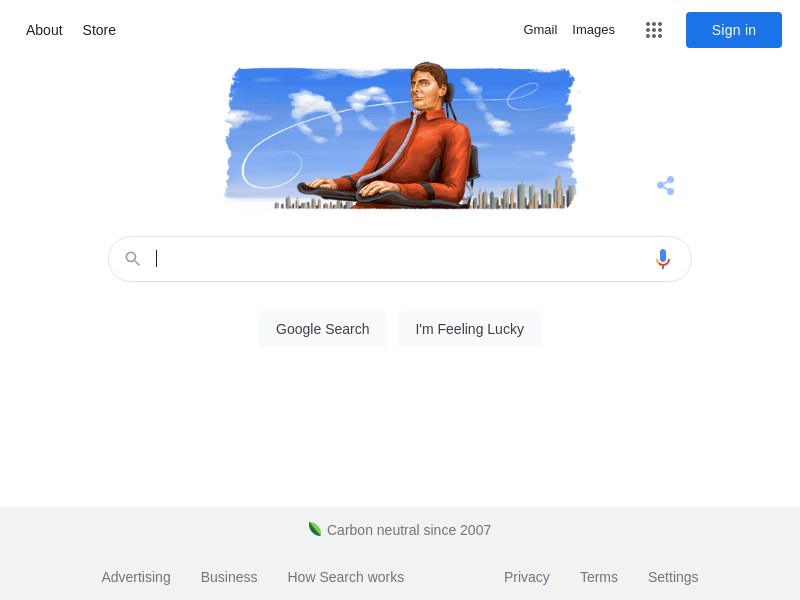 About Store Gmail Images Sign in
Google Search I'm Feeling Lucky
Carbon neutral since 2007
Advertising Business How Search works Privacy Terms Settings